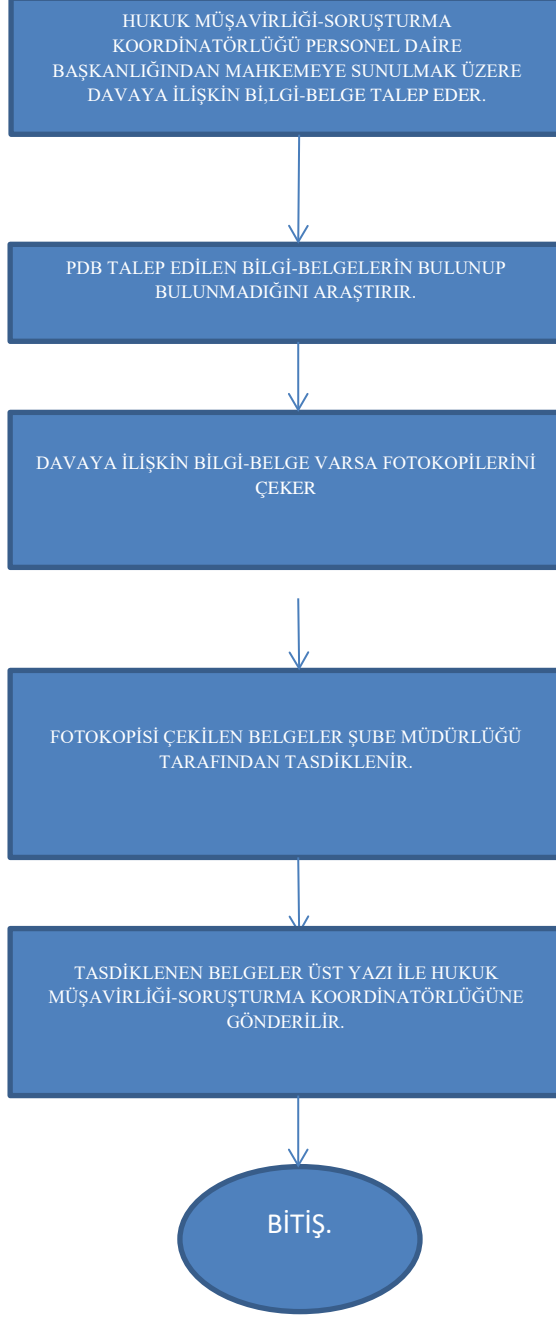 HUKUK MÜŞAVİRLİĞİ-SORUŞTURMA
KOORDİNATÖRLÜĞÜ PERSONEL DAİRE
BAŞKANLIĞINDAN MAHKEMEYE SUNULMAK ÜZERE
DAVAYA İLİŞKİN Bİ,LGİ-BELGE TALEP EDER.
PDB TALEP EDİLEN BİLGİ-BELGELERİN BULUNUP
BULUNMADIĞINI ARAŞTIRIR.
DAVAYA İLİŞKİN BİLGİ-BELGE VARSA FOTOKOPİLERİNİ
ÇEKER
FOTOKOPİSİ ÇEKİLEN BELGELER ŞUBE MÜDÜRLÜĞÜ
TARAFINDAN TASDİKLENİR.
TASDİKLENEN BELGELER ÜST YAZI İLE HUKUK
MÜŞAVİRLİĞİ-SORUŞTURMA KOORDİNATÖRLÜĞÜNE
GÖNDERİLİR.
BİTİŞ.